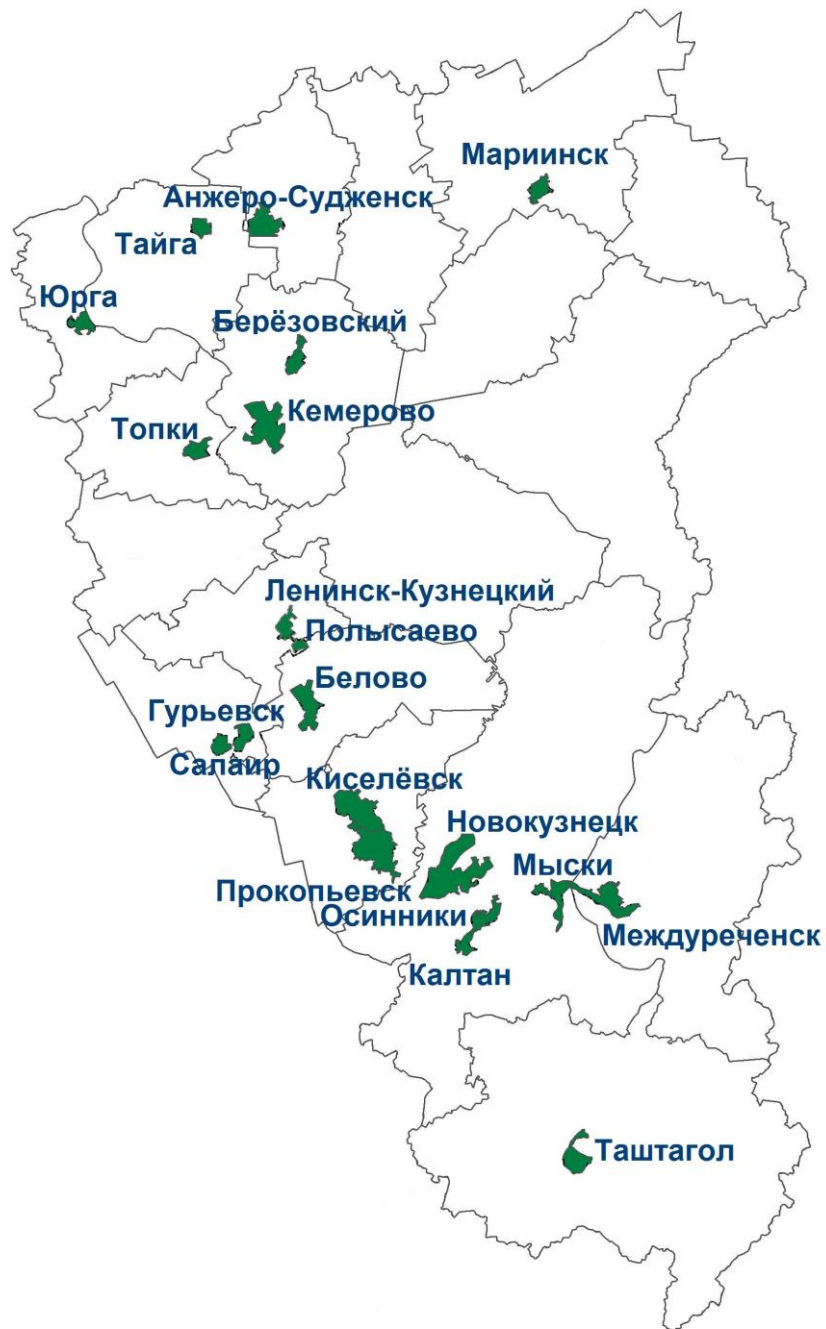 Мариинск
Анжеро-Судженск
Тайга
Юрга
Берёзовский
Кемерово
Топки
Ленинск-Кузнецкий
Полысаево
Белово
Гурьевск
Салаир
Киселёвск
Новокузнецк
Мыски
Прокопьевск
Осинники
Междуреченск
Калтан
Таштагол